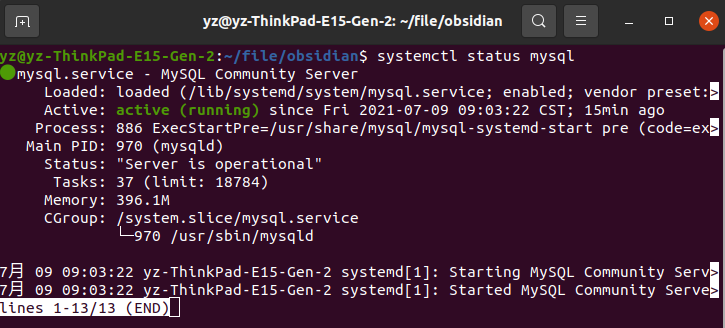 yz@yz-ThinkPad-E15-Gen-2: ~/file/obsidian
yz@yz-ThinkPad-E15-Gen-2:~/file/obsidian$ systemctl status mysql
mysql.service - MySQL Community Server
Loaded: loaded (/lib/systemd/system/mysql.service; enabled; vendor preset:>
Active: active (running) since Fri 2021-07-09 09:03:22 CST; 15min ago
Process: 886 ExecStartPre=/usr/share/mysql/mysql-systemd-start pre (code=ex>
Main PID: 970 (mysqld)
Status: "Server is operational"
Tasks: 37 (limit: 18784)
Memory: 396.1M
CGroup: /system.slice/mysql.service
└─970 /usr/sbin/mysqld
7月 09 09:03:22 yz-ThinkPad-E15-Gen-2 systemd[1]: Starting MySQL Community Serv>
7月 09 09:03:22 yz-ThinkPad-E15-Gen-2 systemd[1]: Started MySQL Community Serve>
lines 1-13/13 (END)